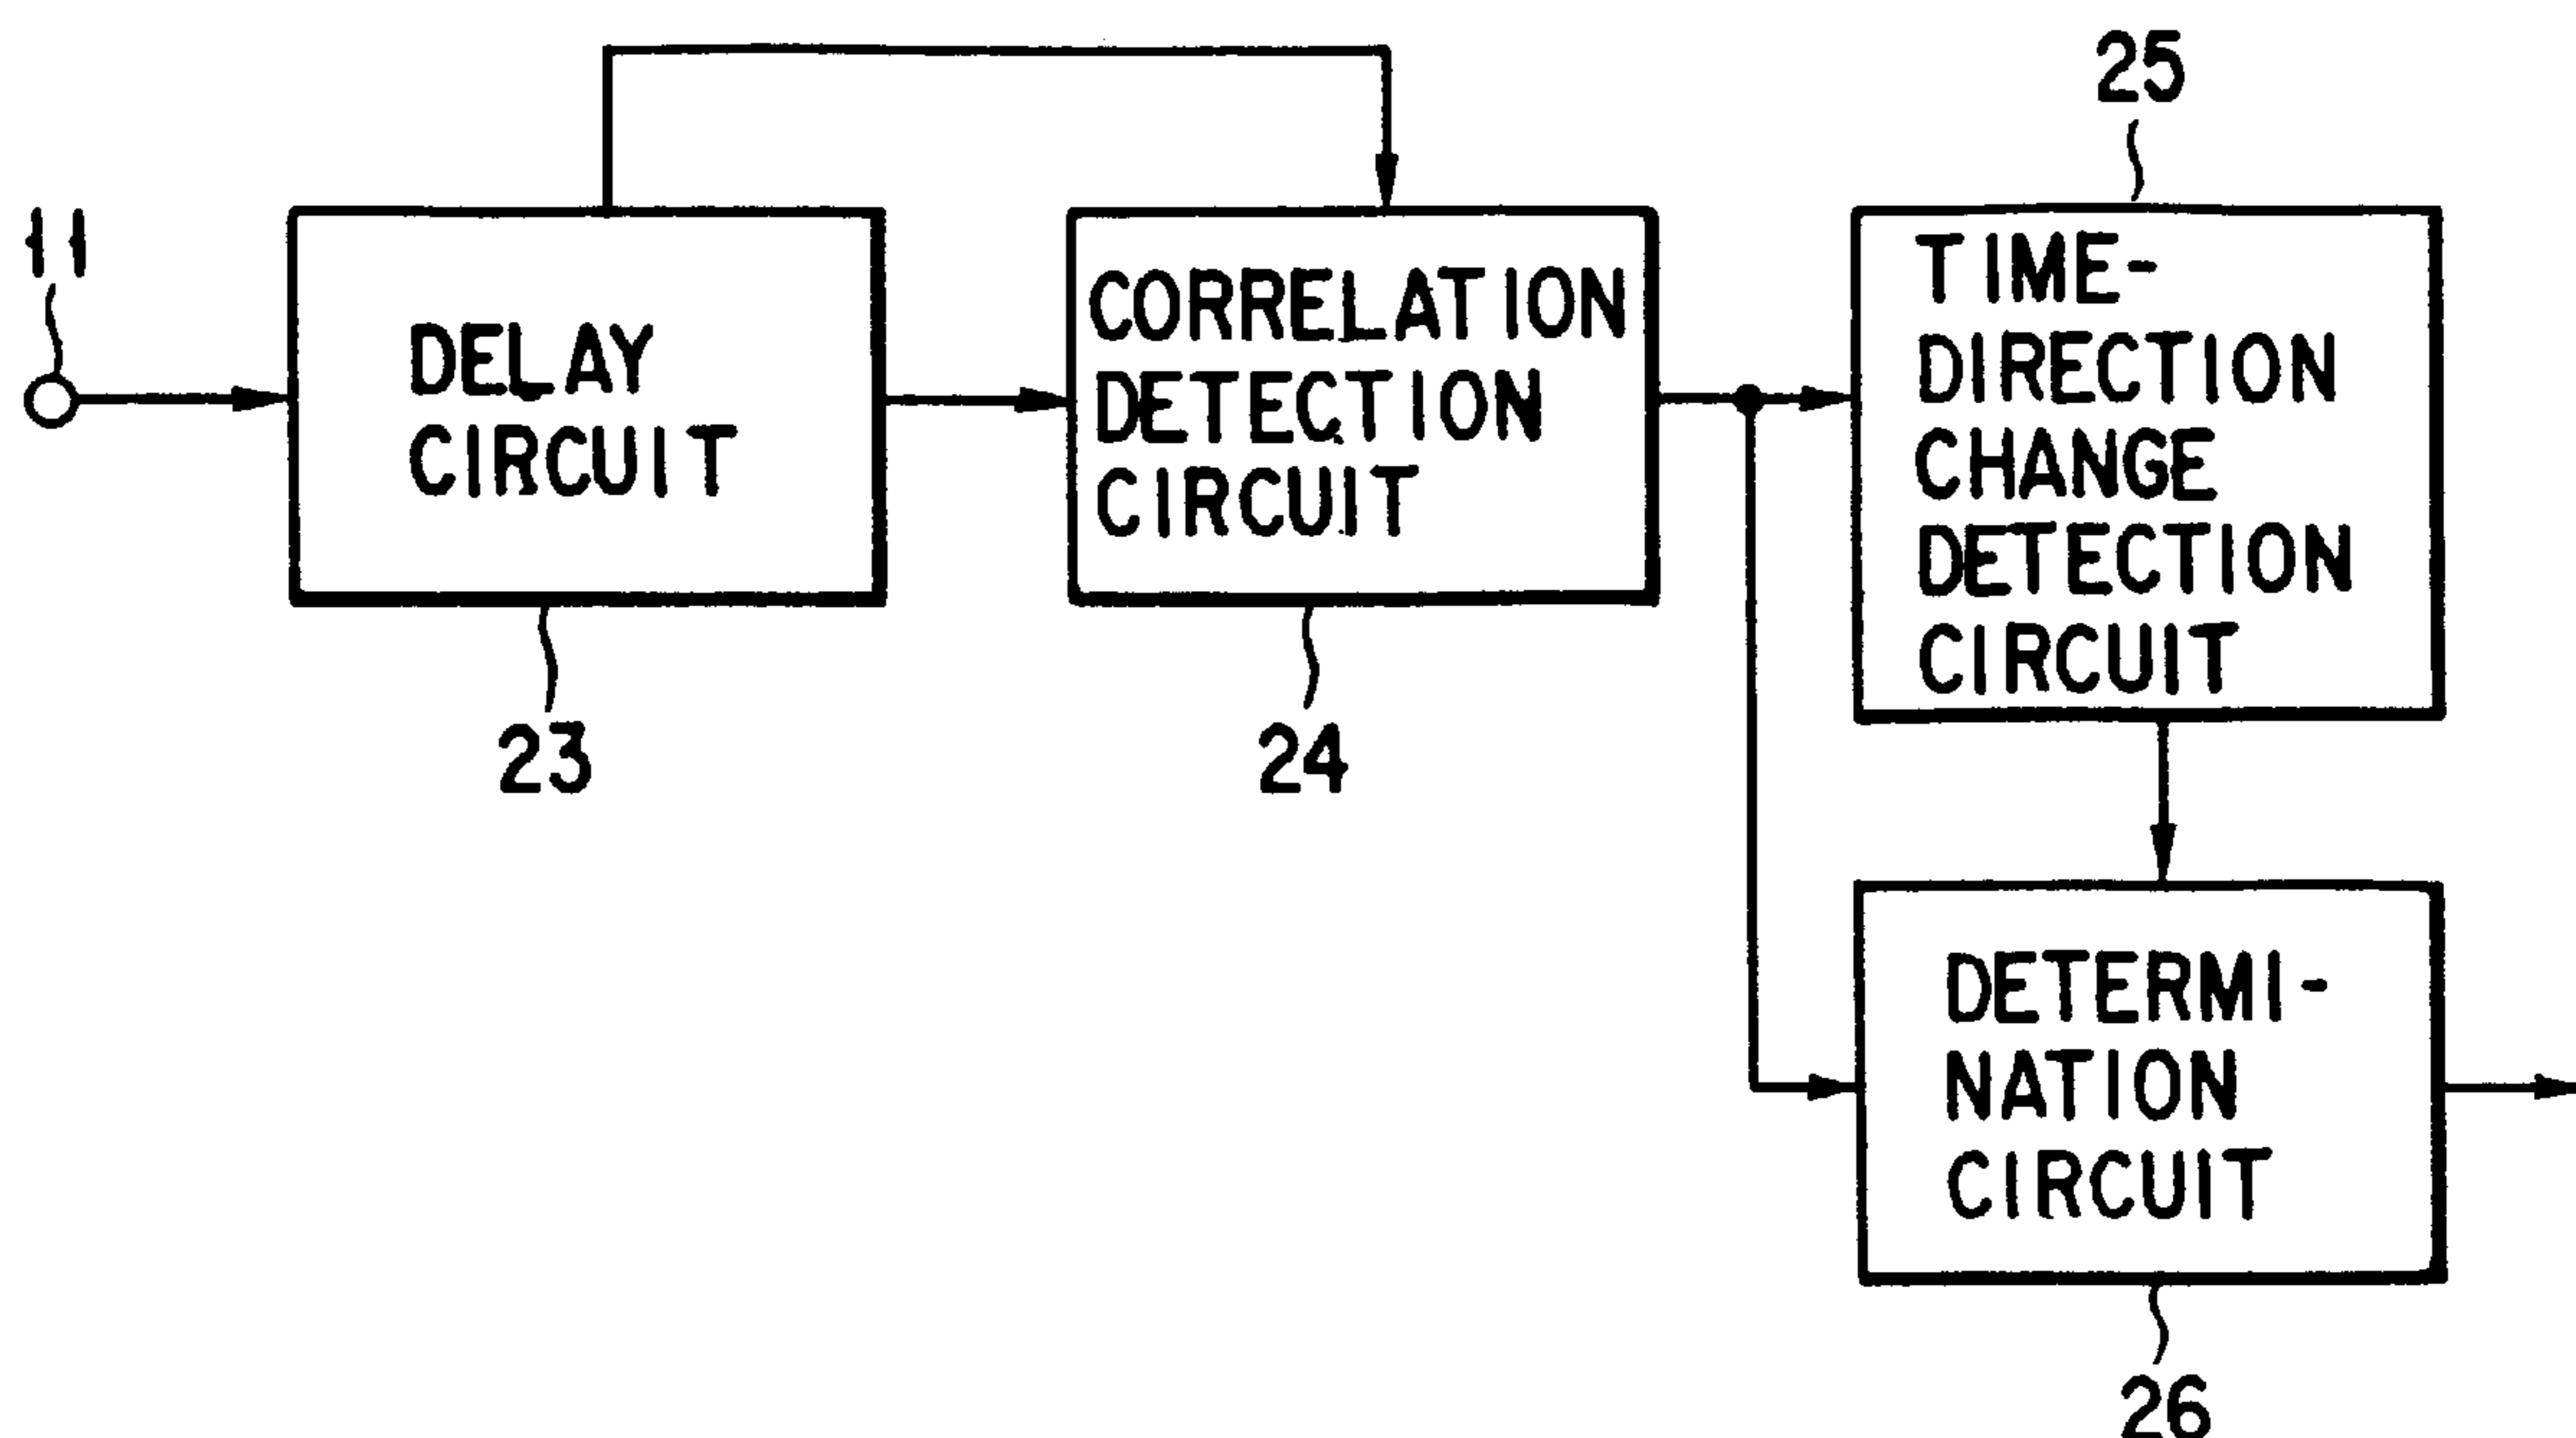 25
11
DELAY
CIRCUIT
CORRELATION
DETECTION
CIRCUIT
TIME-
DIRECTION
CHANGE
DETECTION
CIRCUIT
23
24
DETERMI-
NATION
CIRCUIT
26